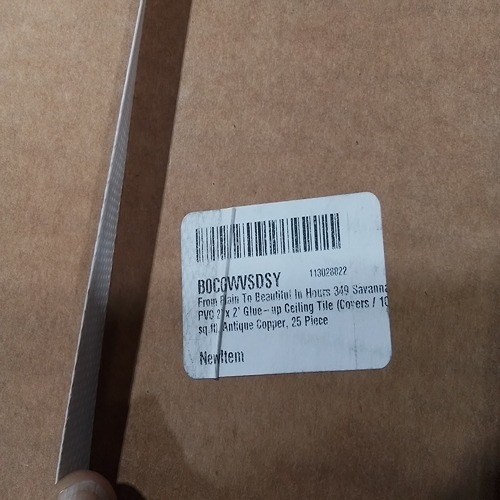 B0CGWVSDSY 113028022
From Plain To Beautiful In Hours 349 Savanna
PVC 2' x 2' Glue-up Ceiling Tile (Covers / 10
sq.ft) Antique Copper, 25 Piece
NewItem